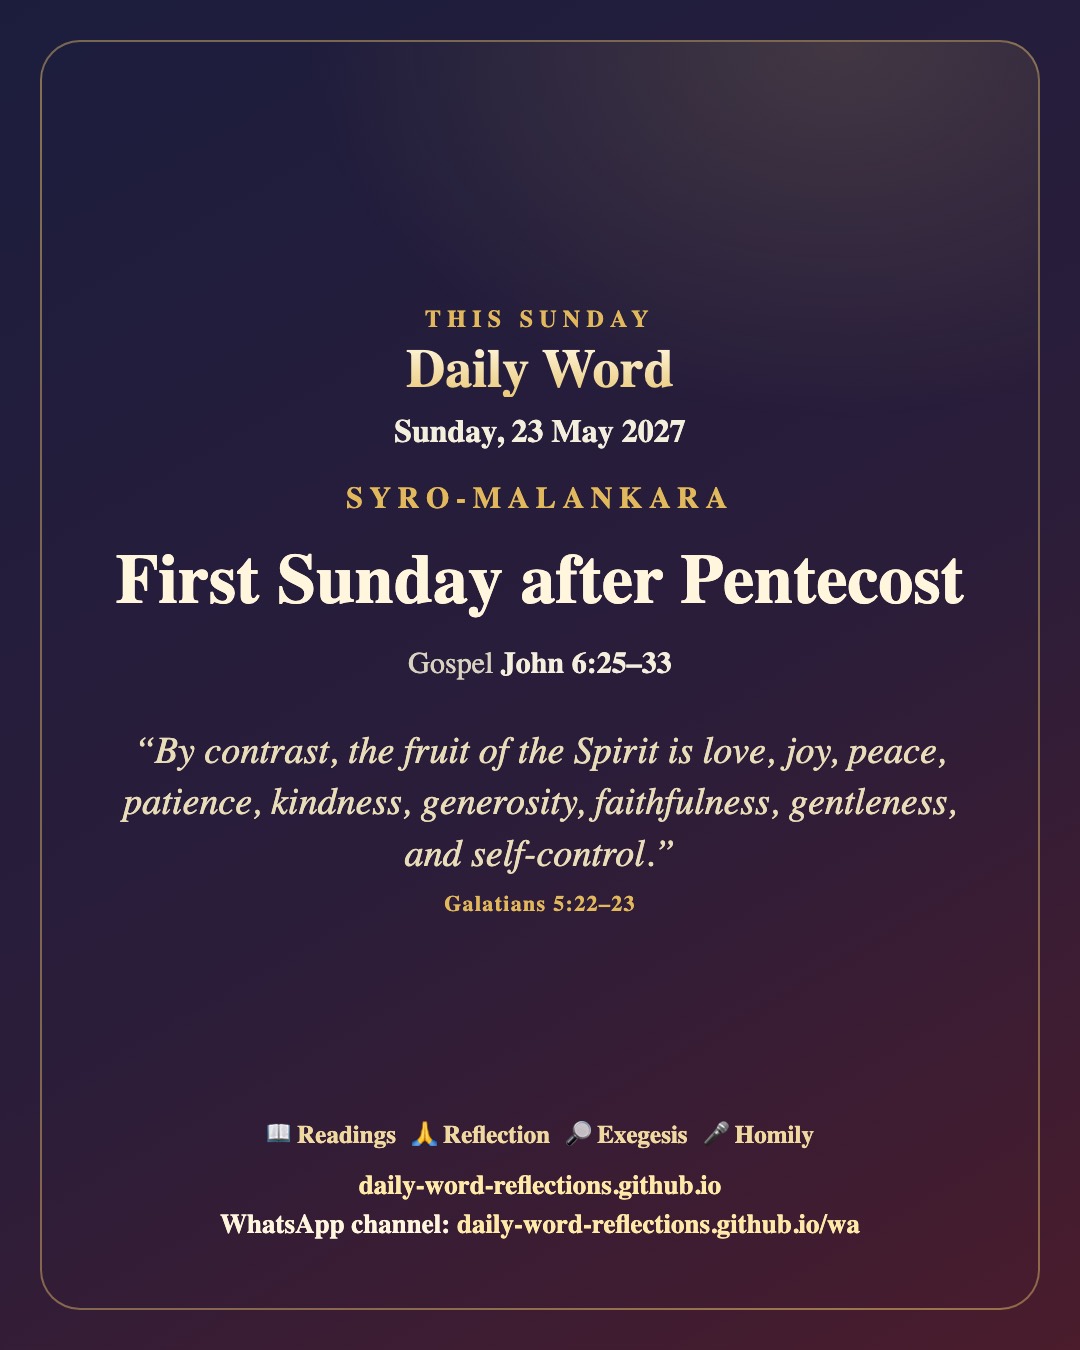 THIS SUNDAY
Daily Word
Sunday, 23 May 2027
SYRO-MALANKARA
First Sunday after Pentecost
Gospel John 6:25–33
“By contrast, the fruit of the Spirit is love, joy, peace,
patience, kindness, generosity, faithfulness, gentleness,
and self-control.”
Galatians 5:22–23
📖 Readings 🙏 Reflection 🔎 Exegesis 🎤 Homily
daily-word-reflections.github.io
WhatsApp channel: daily-word-reflections.github.io/wa